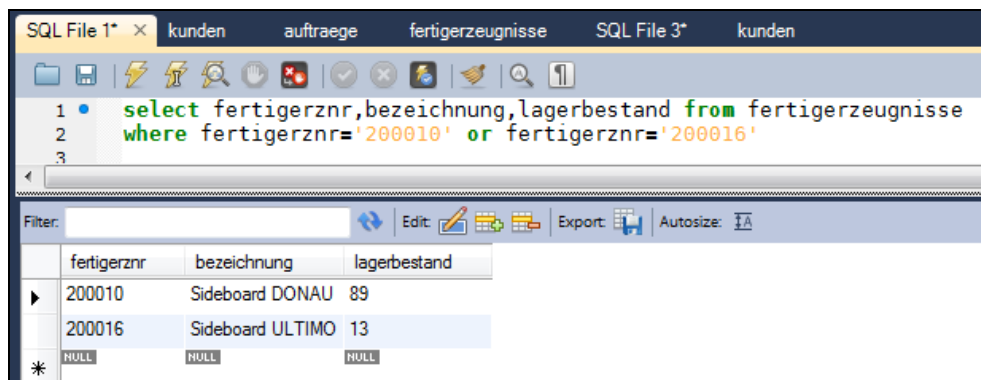 SQL File 1* × kunden auftraege fertigerzeugnisse SQL File 3* kunden
1 select fertigerznr,bezeichnung,lagerbestand from fertigerzeugnisse
2 where fertigerznr='200010' or fertigerznr='200016'
3
Filter: Edit: Export: Autosize:
fertigerznr bezeichnung lagerbestand
200010 Sideboard DONAU 89
200016 Sideboard ULTIMO 13
NULL NULL NULL